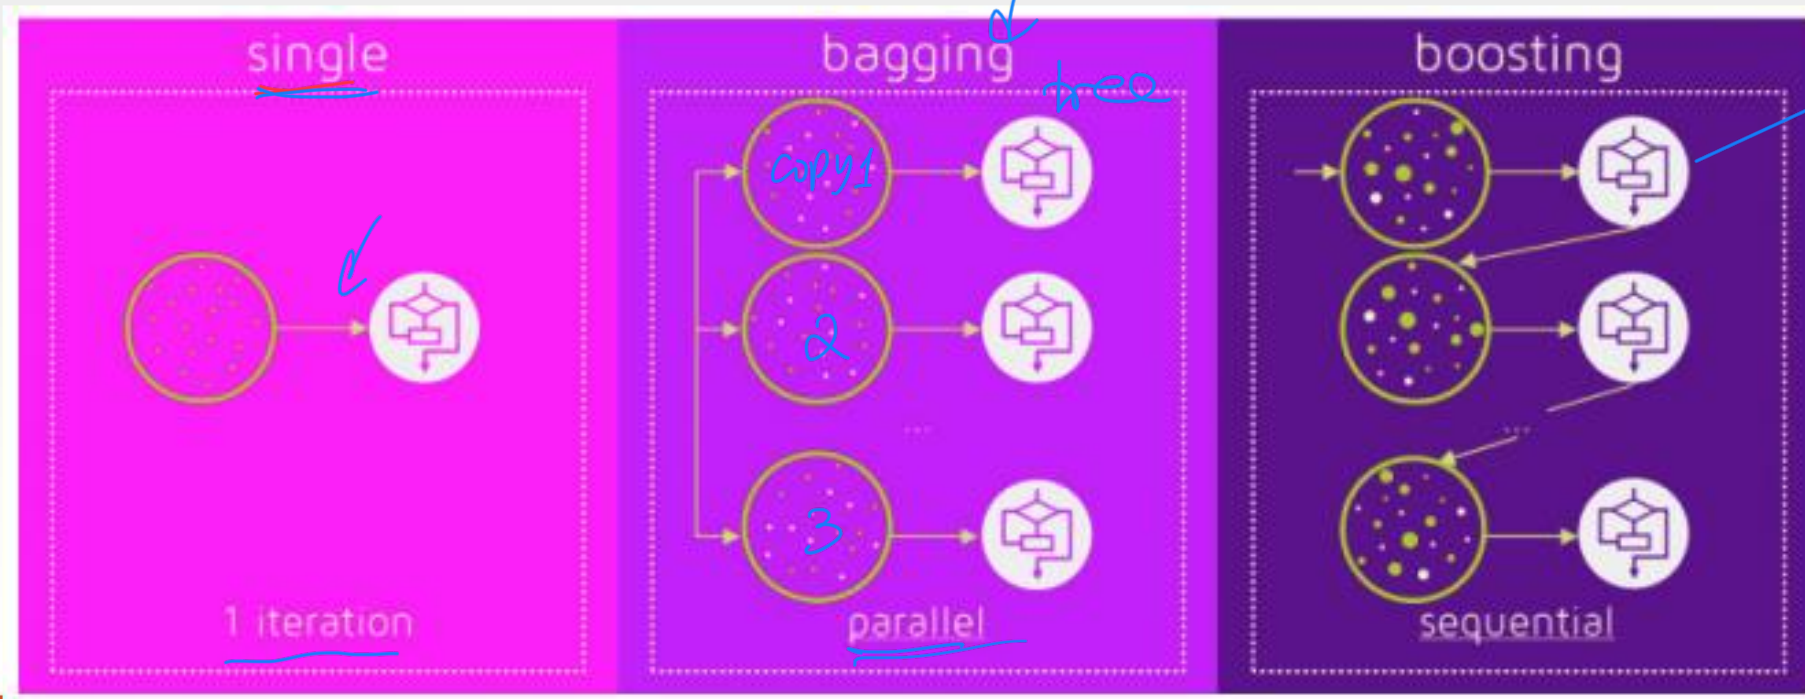 single
1 iteration
bagging
tree
copy1
2
...
3
parallel
boosting
...
sequential